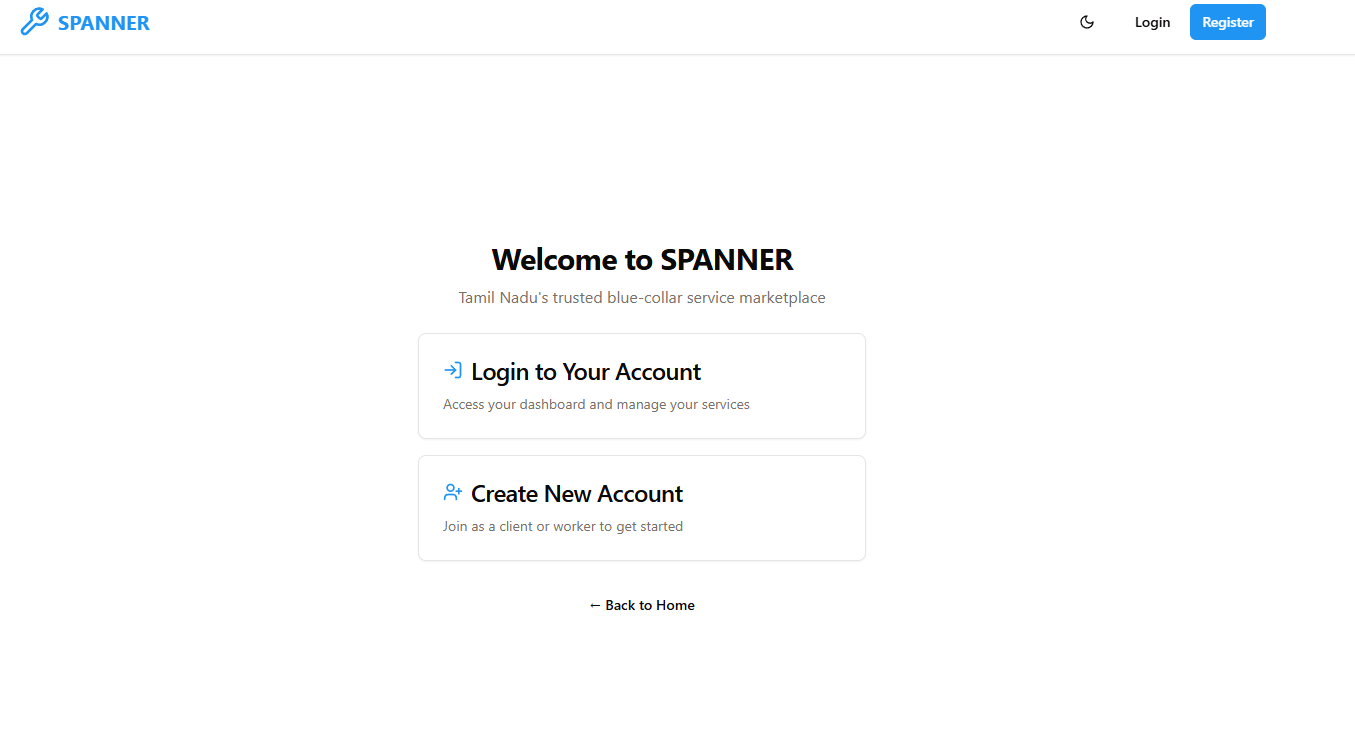 SPANNER
Login
Register
Welcome to SPANNER
Tamil Nadu's trusted blue-collar service marketplace
Login to Your Account
Access your dashboard and manage your services
Create New Account
Join as a client or worker to get started
← Back to Home